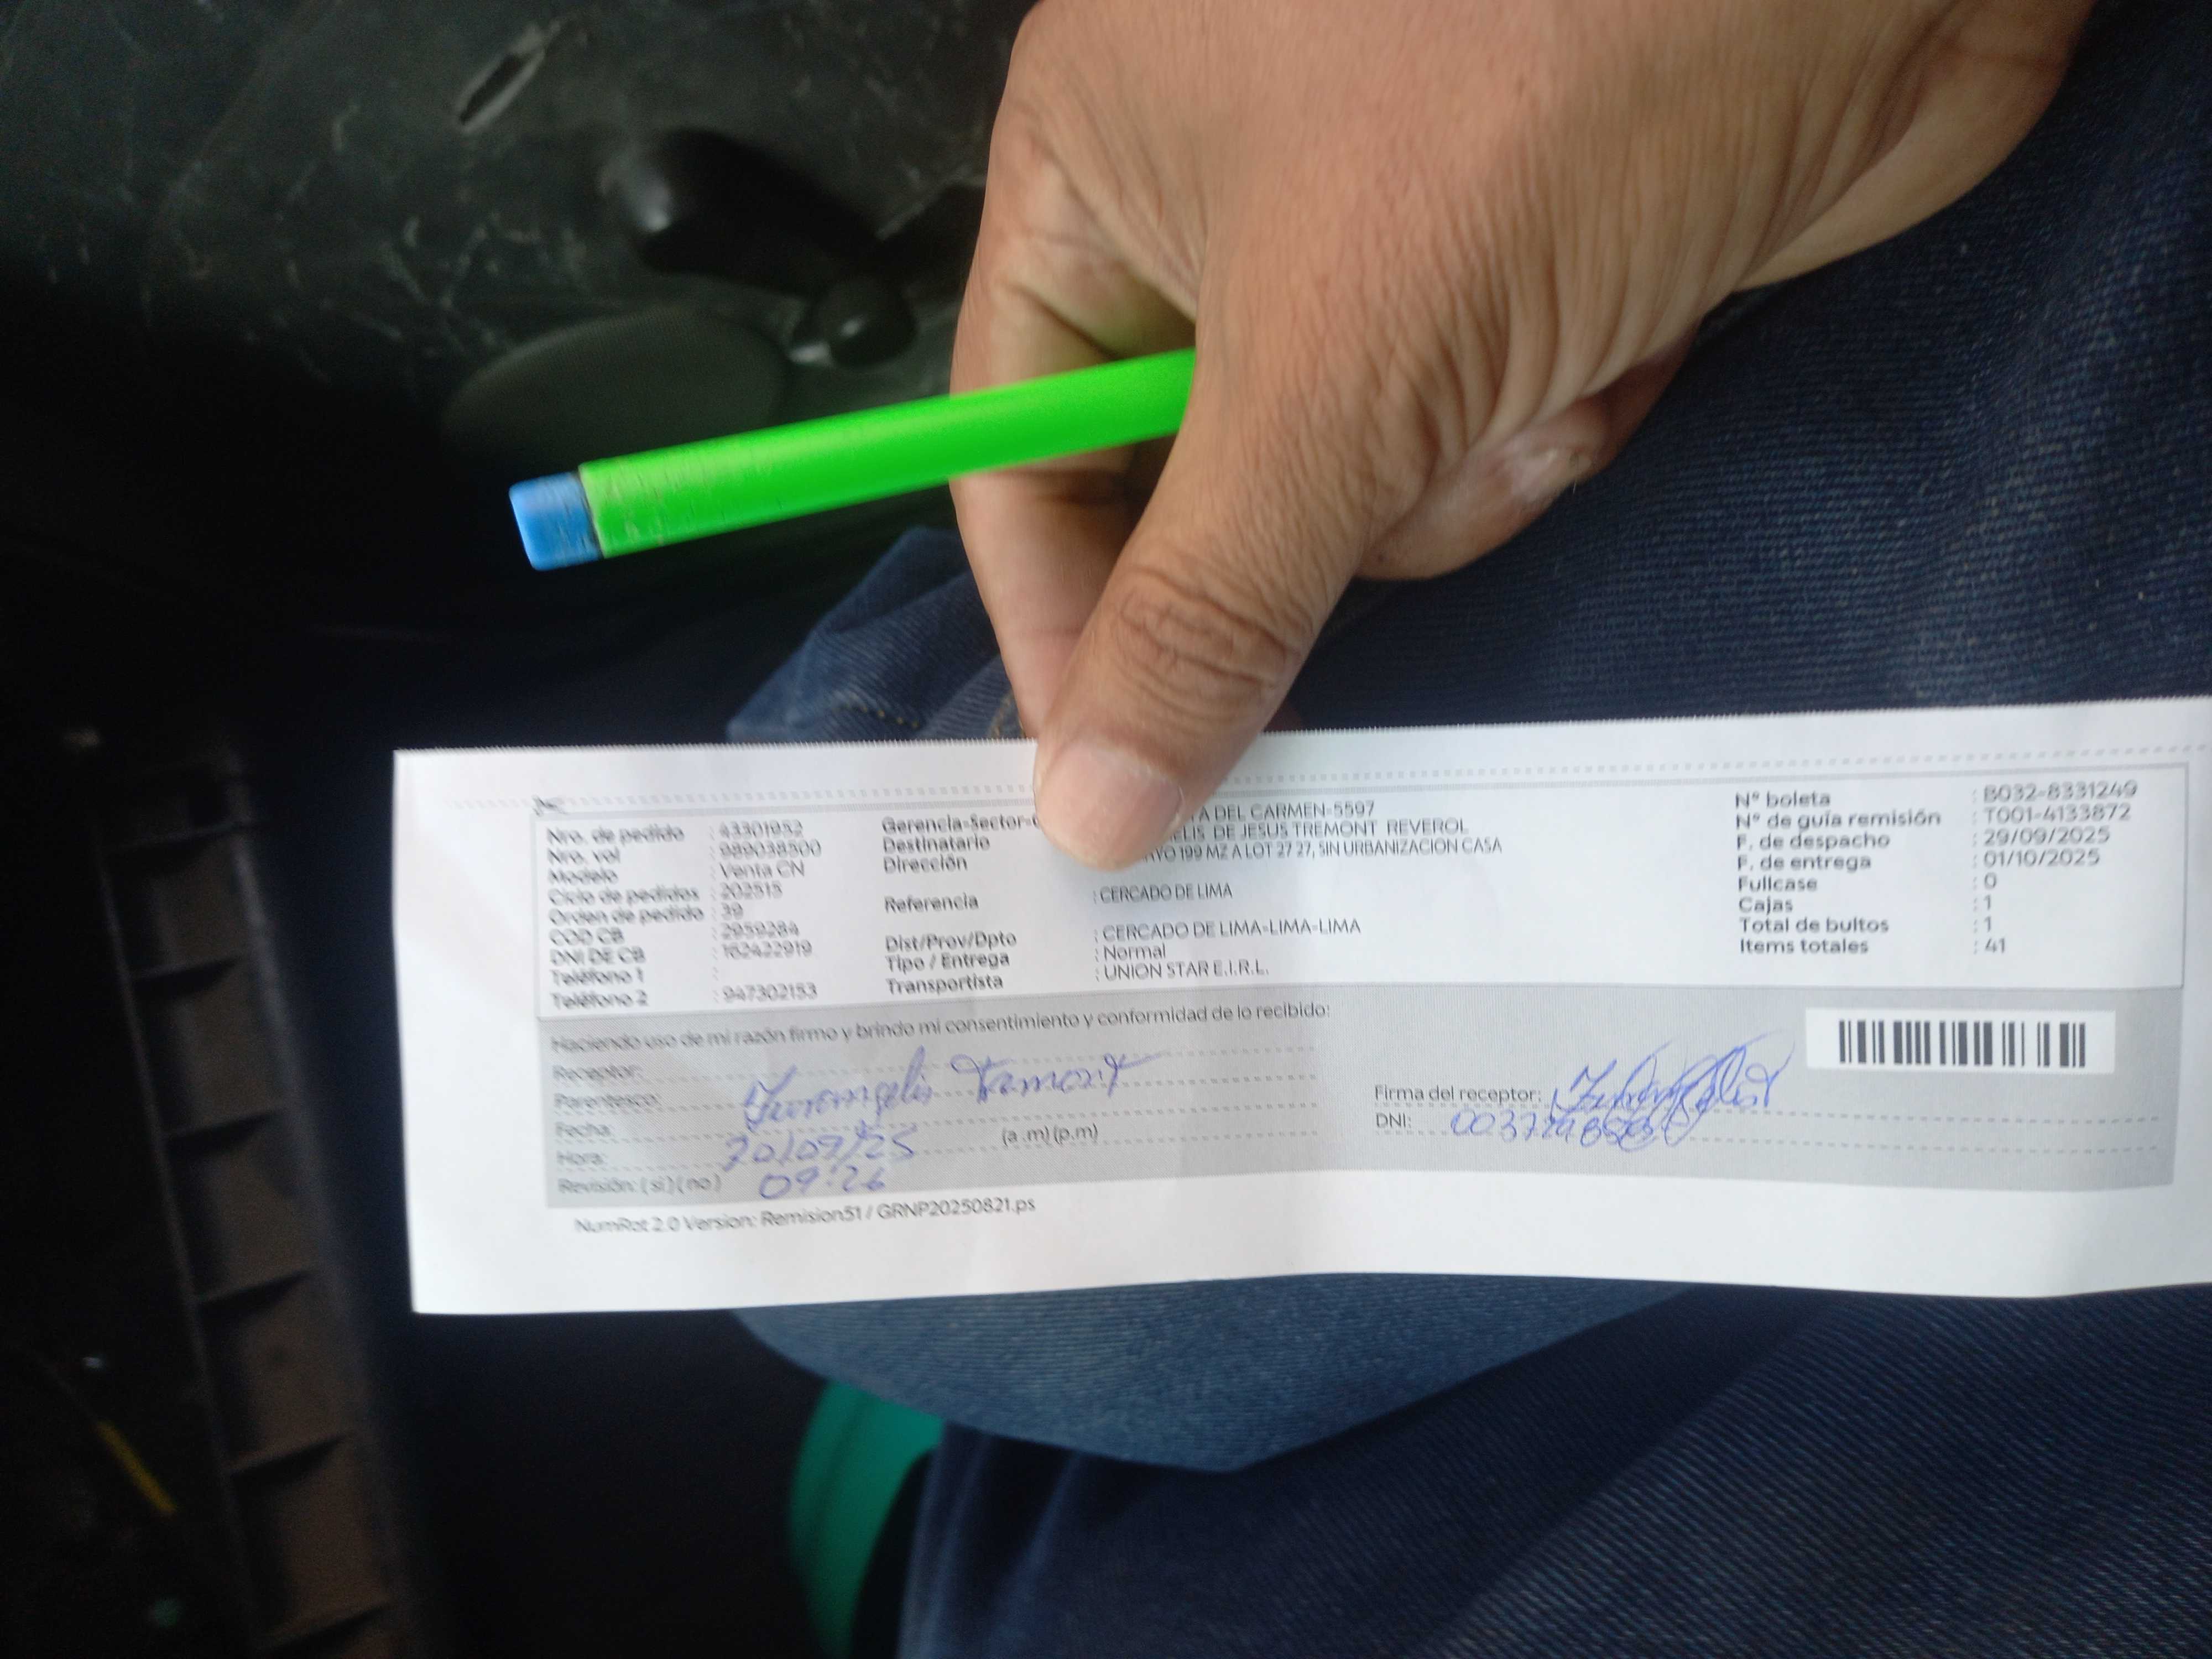 Nro. de pedido : 43301952
Nro. vol : 989038500
Modelo : Venta CN
Ciclo de pedidos : 202515
Orden de pedido : 39
COD CB : 2959284
DNI DE CB : 162422919
Teléfono 1 :
Teléfono 2 : 947302153
Gerencia-Sector- TA DEL CARMEN-5597
Destinatario ELIS DE JESUS TREMONT REVEROL
Dirección AYO 199 MZ A LOT 27 27, SIN URBANIZACION CASA
Referencia : CERCADO DE LIMA
Dist/Prov/Dpto : CERCADO DE LIMA-LIMA-LIMA
Tipo / Entrega : Normal
Transportista : UNION STAR E.I.R.L.
N° boleta : B032-8331249
N° de guía remisión : T001-4133872
F. de despacho : 29/09/2025
F. de entrega : 01/10/2025
Fullcase : 0
Cajas : 1
Total de bultos : 1
Items totales : 41
Haciendo uso de mi razón firmo y brindo mi consentimiento y conformidad de lo recibido:
Receptor:
Parentesco:
Fecha:
Hora: (a.m)(p.m)
Revisión: (si)(no) 09:26
Firma del receptor:
DNI:
NumRot 2.0 Version: Remision51 / GRNP20250821.ps